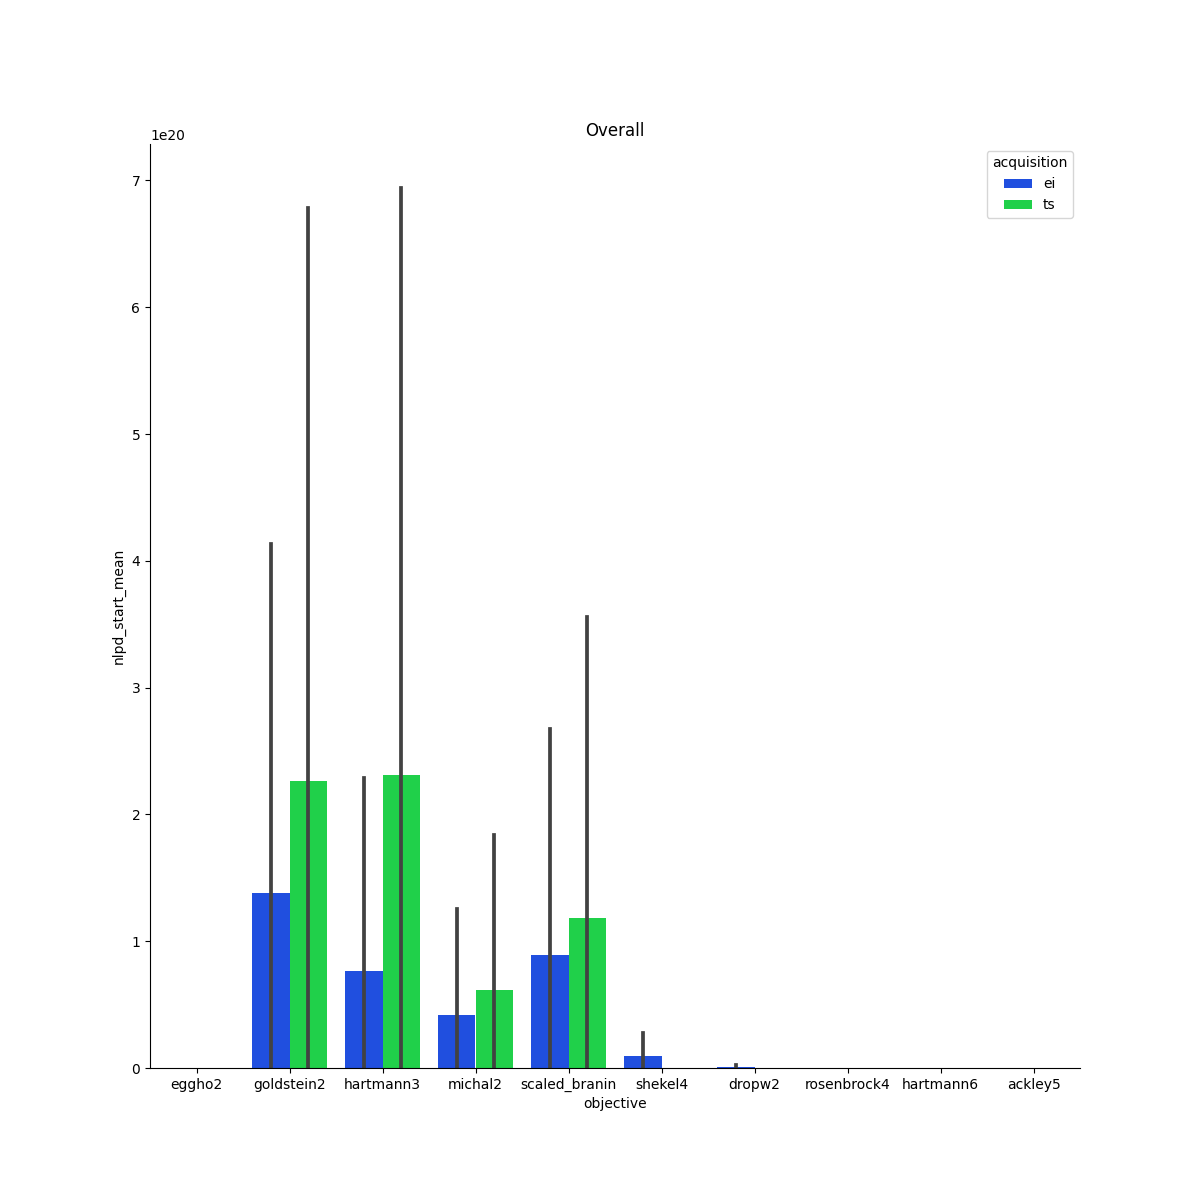 Overall
1e20
acquisition
ei
ts
7
6
5
4
3
2
1
0
nlpd_start_mean
eggho2 goldstein2 hartmann3 michal2 scaled_branin shekel4 dropw2 rosenbrock4 hartmann6 ackley5
objective